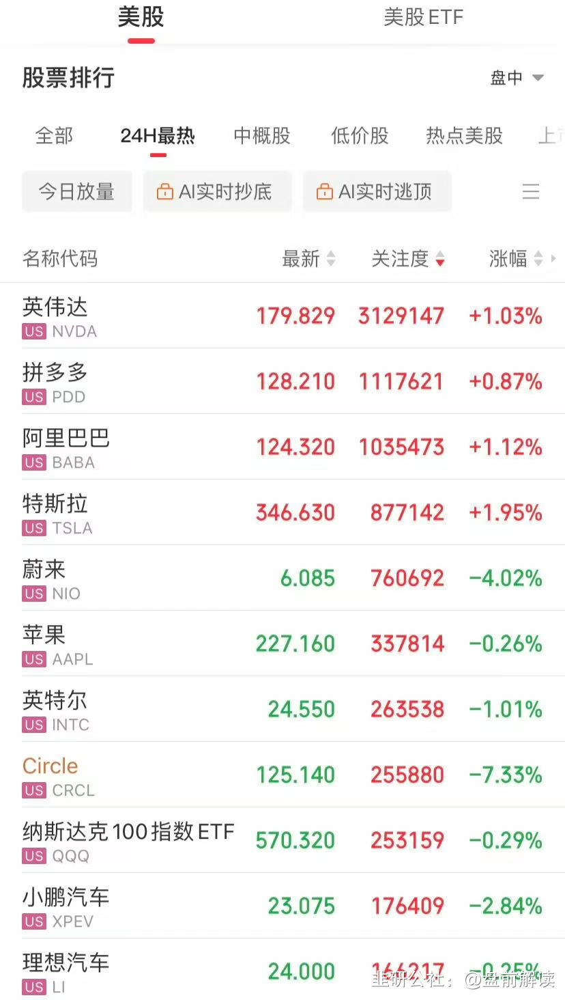 美股 美股ETF
股票排行 盘中
全部 24H最热 中概股 低价股 热点美股 上
今日放量 AI实时抄底 AI实时逃顶
名称代码 最新 关注度 涨幅
英伟达 179.829 3129147 +1.03%
US NVDA
拼多多 128.210 1117621 +0.87%
US PDD
阿里巴巴 124.320 1035473 +1.12%
US BABA
特斯拉 346.630 877142 +1.95%
US TSLA
蔚来 6.085 760692 -4.02%
US NIO
苹果 227.160 337814 -0.26%
US AAPL
英特尔 24.550 263538 -1.01%
US INTC
Circle 125.140 255880 -7.33%
US CRCL
纳斯达克100指数ETF 570.320 253159 -0.29%
US QQQ
小鹏汽车 23.075 176409 -2.84%
US XPEV
理想汽车 24.000 166217 -0.25%
US LI
韭研公社：@盘前解读